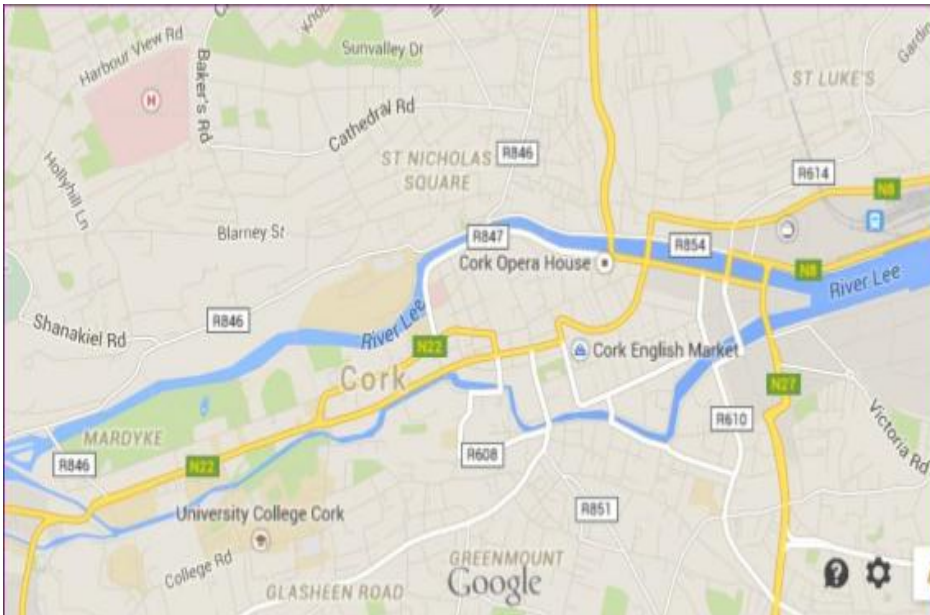 Harbour View Rd
Baker's Rd
Sunvalley Dr
ST LUKE'S
H
Cathedral Rd
Hollyhill Ln
ST NICHOLAS
SQUARE
R846
R614
N8
Blarney St
R847
R854
Cork Opera House
N8
River Lee
Shanakiel Rd
R846
River Lee
N22
Cork English Market
Cork
N27
MARDYKE
R610
Victoria Rd
R846
N22
R608
University College Cork
R851
College Rd
GREENMOUNT
GLASHEEN ROAD
Google
?